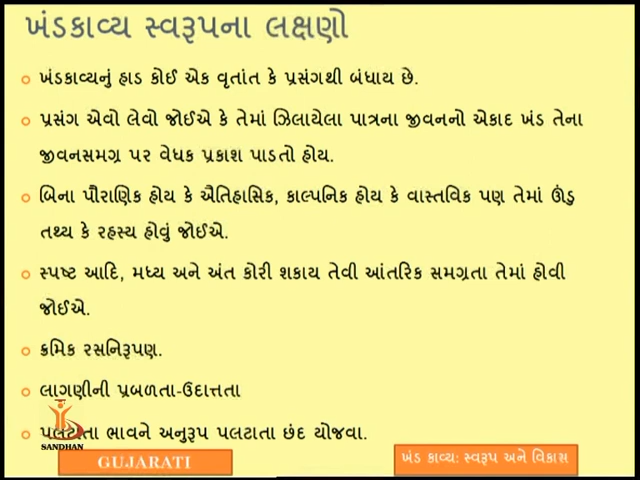 ખંડકાવ્ય સ્વરૂપના લક્ષણો
ખંડકાવ્યનું હાડ કોઈ એક વૃતાંત કે પ્રસંગથી બંધાય છે.
પ્રસંગ એવો લેવો જોઈએ કે તેમાં ઝિલાયેલા પાત્રના જીવનનો એકાદ ખંડ તેના
જીવનસમગ્ર પર વેધક પ્રકાશ પાડતો હોય.
બિના પૌરાણિક હોય કે ઐતિહાસિક, કાલ્પનિક હોય કે વાસ્તવિક પણ તેમાં ઊંડુ
તથ્ય કે રહસ્ય હોવું જોઈએ.
સ્પષ્ટ આદિ, મધ્ય અને અંત કોરી શકાય તેવી આંતરિક સમગ્રતા તેમાં હોવી
જોઈએ.
ક્રમિક રસનિરૂપણ.
લાગણીની પ્રબળતા-ઉદાત્તતા
પલટાતા ભાવને અનુરૂપ પલટાતા છંદ યોજવા.
SANDHAN
GUJARATI
ખંડ કાવ્ય: સ્વરૂપ અને વિકાસ